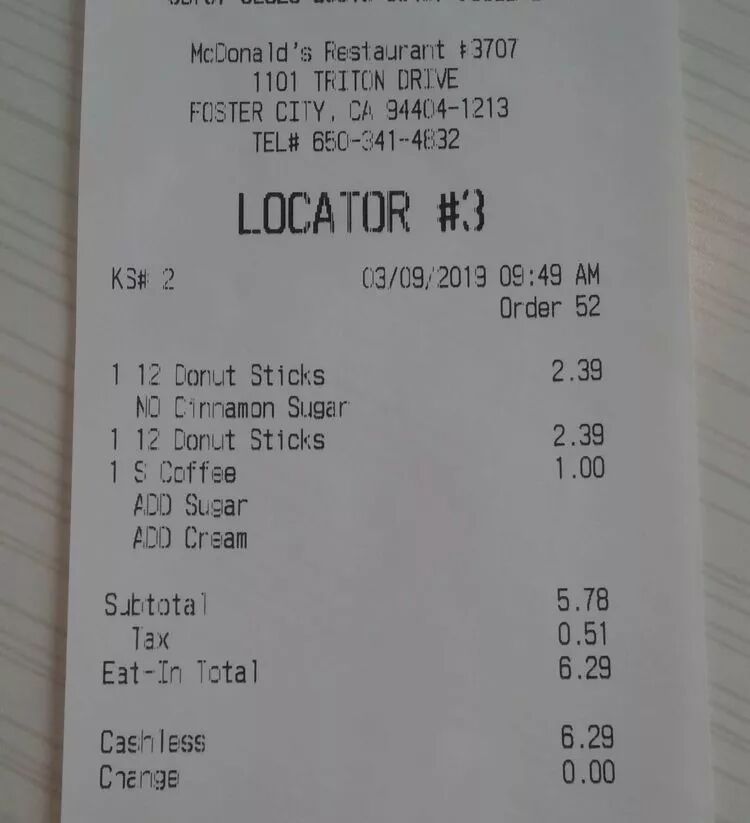 McDonald's Restaurant #3707
1101 TRITON DRIVE
FOSTER CITY, CA 94404-1213
TEL# 650-341-4832
LOCATOR #3
KS# 2 03/09/2019 09:49 AM
Order 52
1 12 Donut Sticks 2.39
NO Cinnamon Sugar
1 12 Donut Sticks 2.39
1 S Coffee 1.00
ADD Sugar
ADD Cream
Subtotal 5.78
Tax 0.51
Eat-In Total 6.29
Cashless 6.29
Change 0.00